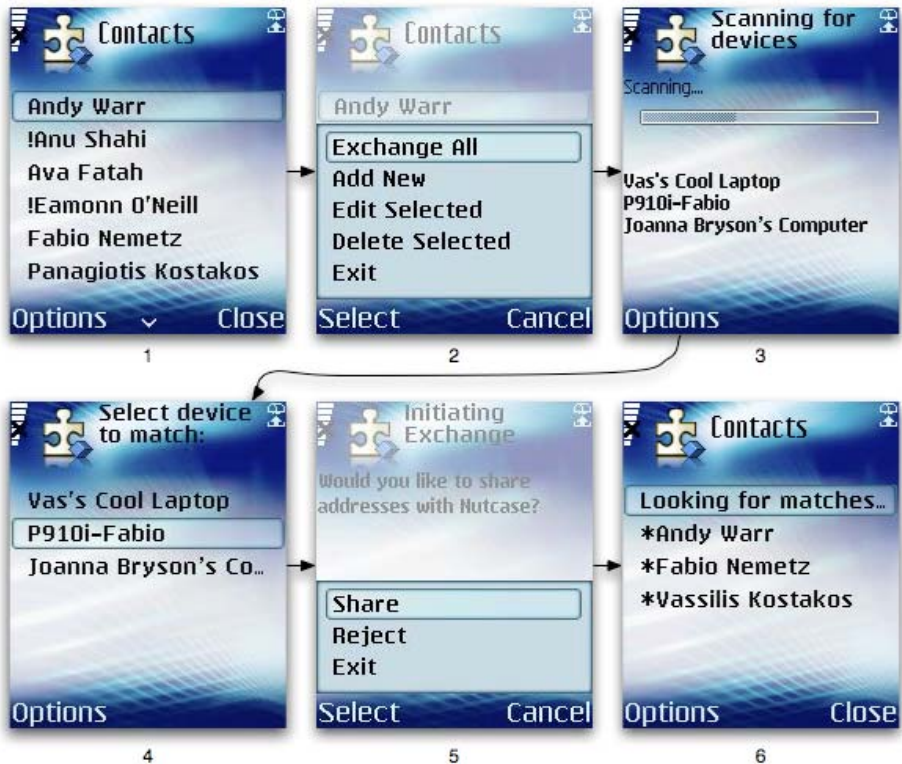 Contacts
Andy Warr
!Anu Shahi
Ava Fatah
!Eamonn O'Neill
Fabio Nemetz
Panagiotis Kostakos
Options Close
1
Contacts
Andy Warr
Exchange All
Add New
Edit Selected
Delete Selected
Exit
Select Cancel
2
Scanning for
devices
Scanning...
Vas's Cool Laptop
P910i-Fabio
Joanna Bryson's Computer
Options
3
Select device
to match:
Vas's Cool Laptop
P910i-Fabio
Joanna Bryson's Co...
Options
4
Initiating
Exchange
Would you like to share
addresses with Nutcase?
Share
Reject
Exit
Select Cancel
5
Contacts
Looking for matches...
*Andy Warr
*Fabio Nemetz
*Vassilis Kostakos
Options Close
6